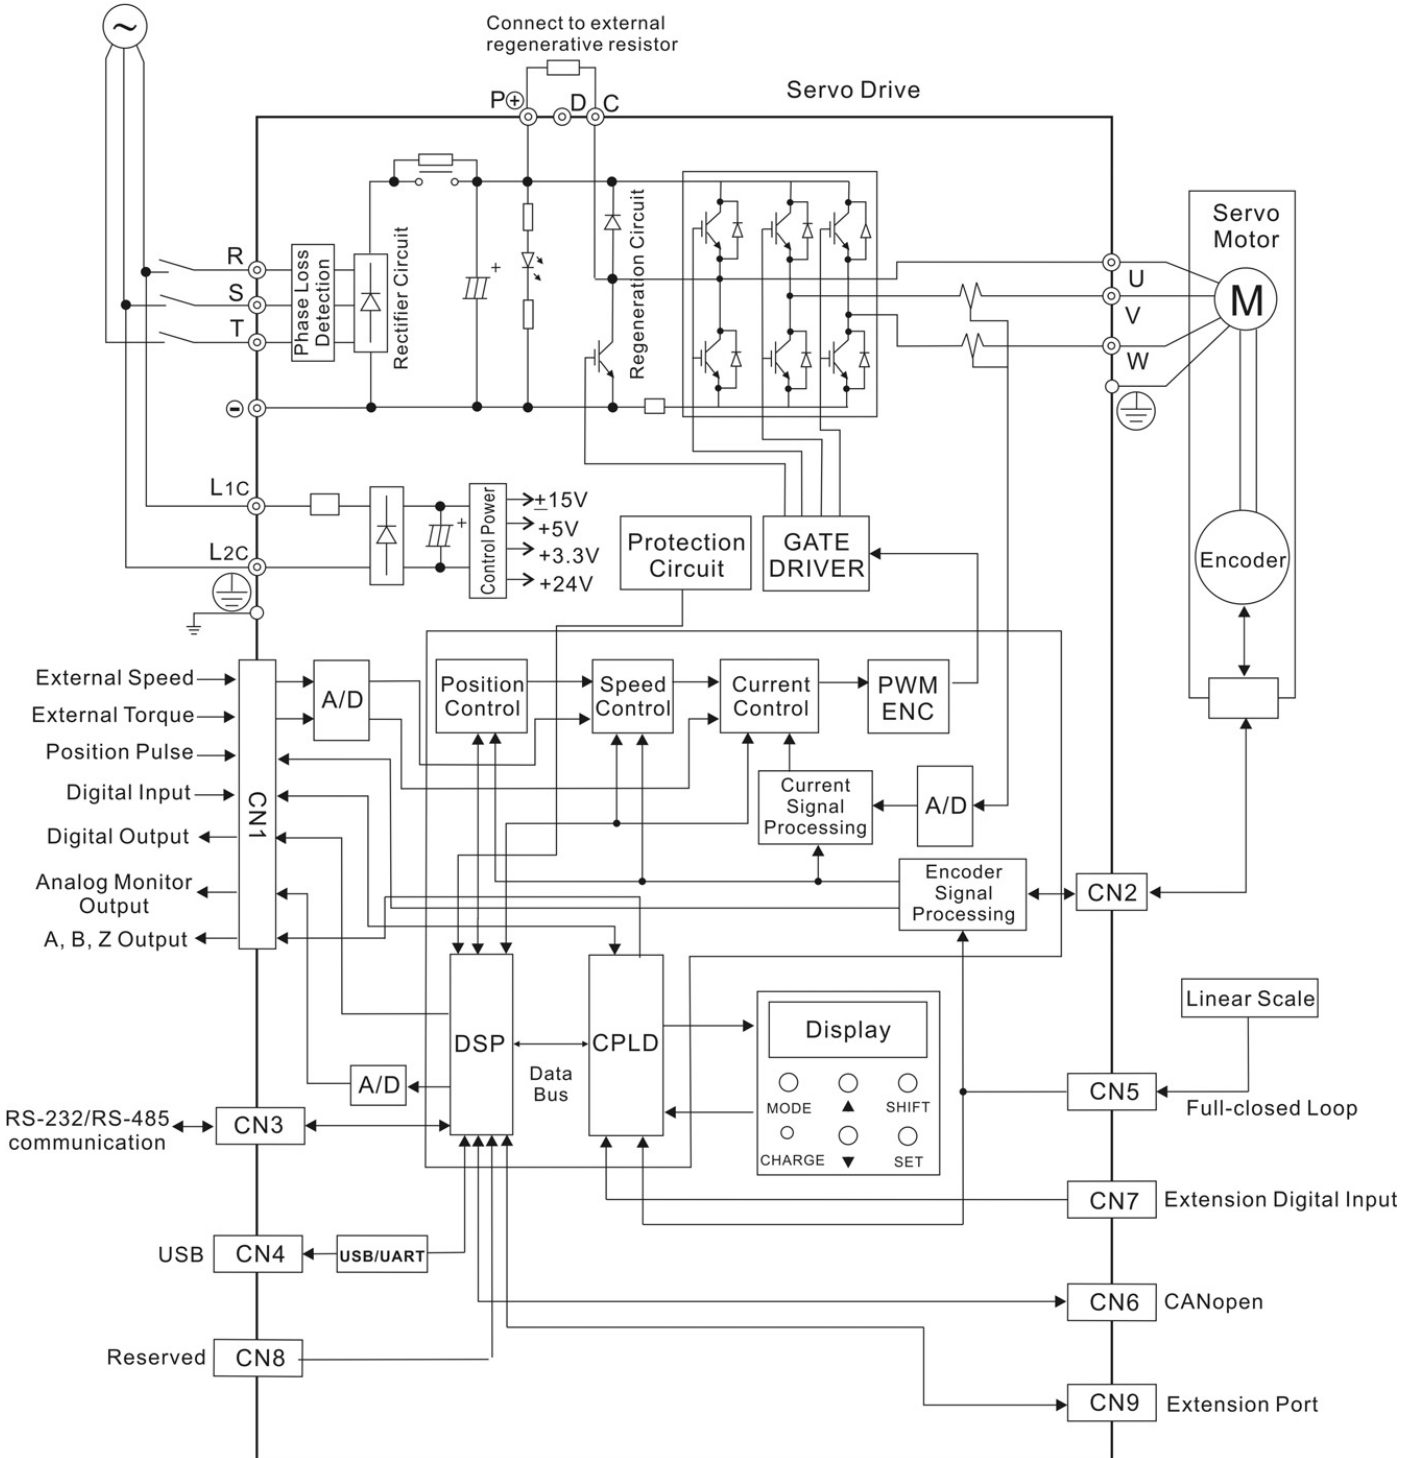 ~
Connect to external
regenerative resistor
P⊕
D
C
Servo Drive
R
S
T
Phase Loss
Detection
Rectifier Circuit
+
Regeneration Circuit
U
V
W
Servo
Motor
M
⊖
L1C
L2C
+
Control Power
±15V
+5V
+3.3V
+24V
Protection
Circuit
GATE
DRIVER
Encoder
External Speed
External Torque
Position Pulse
Digital Input
Digital Output
Analog Monitor
Output
A, B, Z Output
CN1
A/D
Position
Control
Speed
Control
Current
Control
PWM
ENC
Current
Signal
Processing
A/D
Encoder
Signal
Processing
CN2
Linear Scale
DSP
Data
Bus
CPLD
Display
MODE
▲
SHIFT
CHARGE
▼
SET
A/D
CN5
Full-closed Loop
RS-232/RS-485
communication
CN3
CN7
Extension Digital Input
USB
CN4
USB/UART
CN6
CANopen
Reserved
CN8
CN9
Extension Port